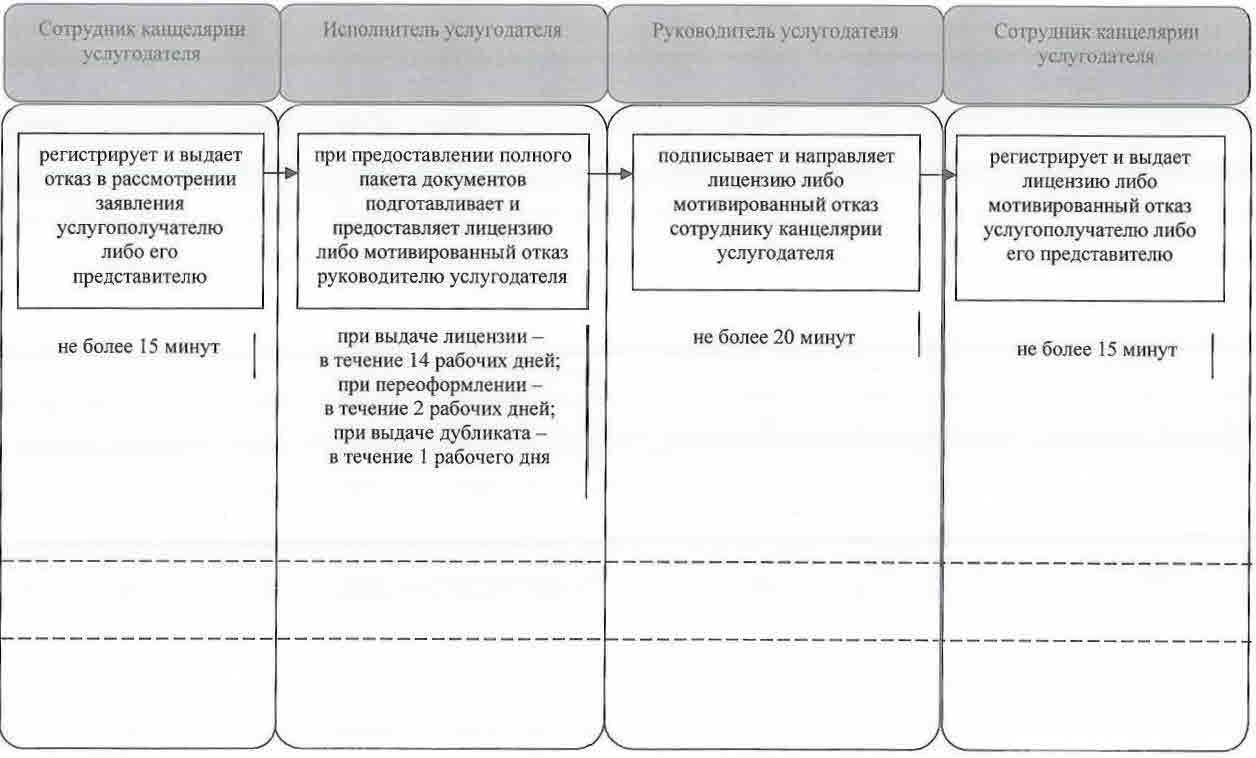 Сотрудник канцелярии
услугодателя
Исполнитель услугодателя
Руководитель услугодателя
Сотрудник канцелярии
услугодателя
регистрирует и выдает
отказ в рассмотрении
заявления
услугополучателю
либо его
представителю
не более 15 минут
при предоставлении полного
пакета документов
подготавливает и
предоставляет лицензию
либо мотивированный отказ
руководителю услугодателя
при выдаче лицензии –
в течение 14 рабочих дней;
при переоформлении –
в течение 2 рабочих дней;
при выдаче дубликата –
в течение 1 рабочего дня
подписывает и направляет
лицензию либо
мотивированный отказ
сотруднику канцелярии
услугодателя
не более 20 минут
регистрирует и выдает
лицензию либо
мотивированный отказ
услугополучателю либо
его представителю
не более 15 минут